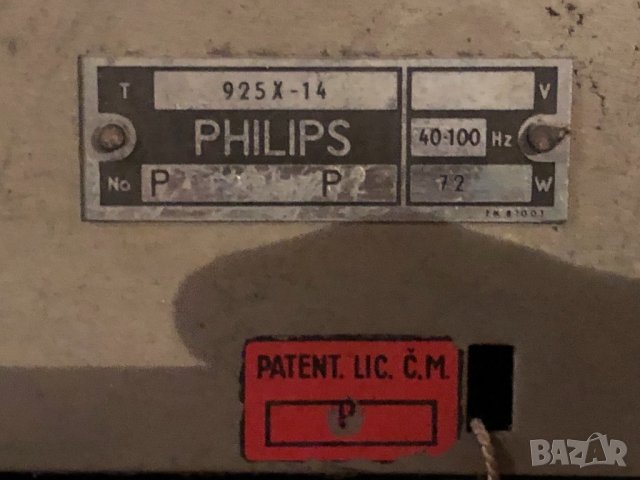 T 925X-14 V
PHILIPS 40-100 Hz
No P P 72 W
PATENT. LIC. Č.M.
P
BAZAR